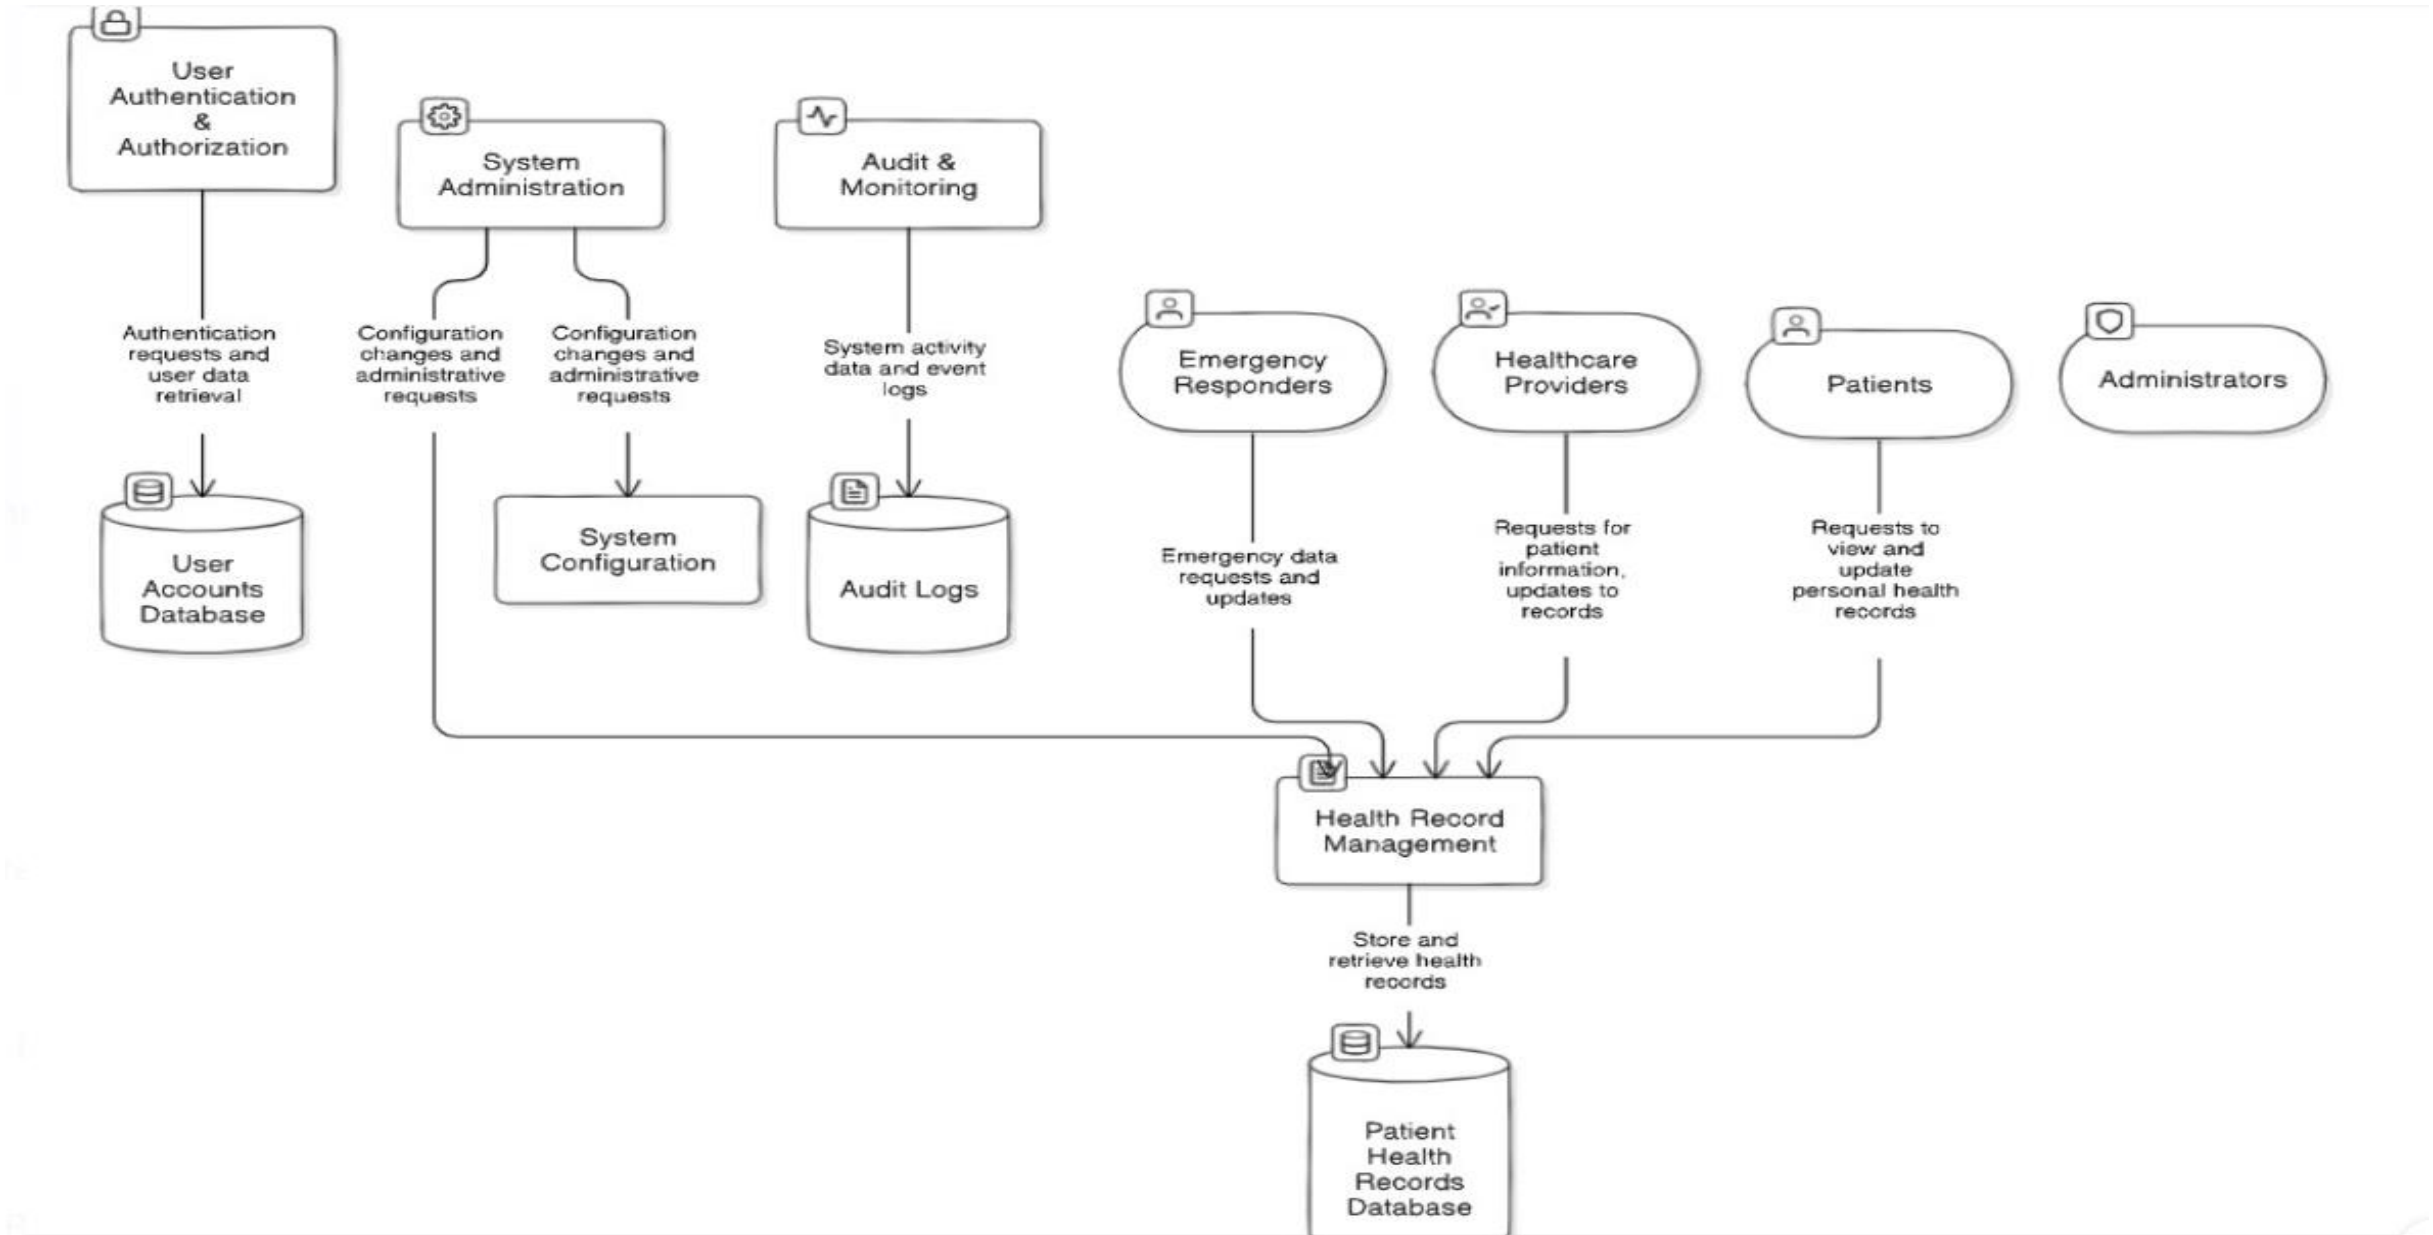 User
Authentication
&
Authorization
System
Administration
Audit &
Monitoring
Emergency
Responders
Healthcare
Providers
Patients
Administrators
Authentication
requests and
user data
retrieval
Configuration
changes and
administrative
requests
Configuration
changes and
administrative
requests
System activity
data and event
logs
Emergency data
requests and
updates
Requests for
patient
information,
updates to
records
Requests to
view and
update
personal health
records
User
Accounts
Database
System
Configuration
Audit Logs
Health Record
Management
Store and
retrieve health
records
Patient
Health
Records
Database